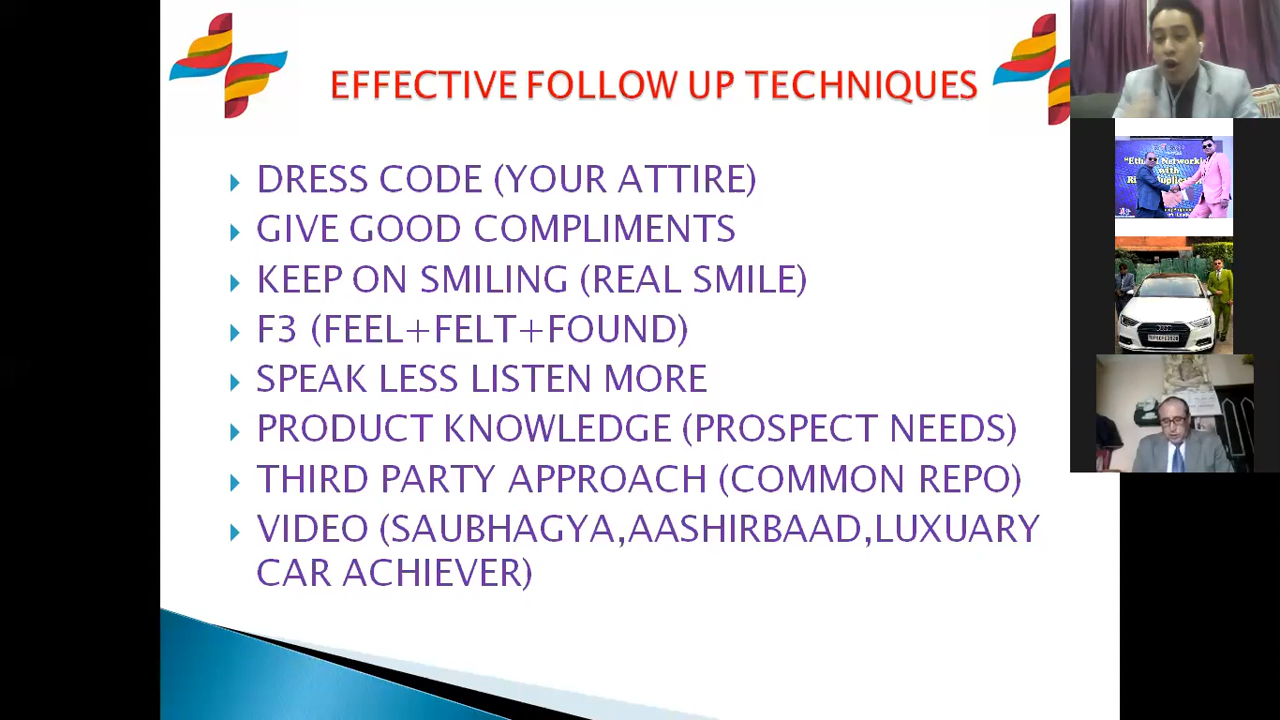 EFFECTIVE FOLLOW UP TECHNIQUES
DRESS CODE (YOUR ATTIRE)
GIVE GOOD COMPLIMENTS
KEEP ON SMILING (REAL SMILE)
F3 (FEEL+FELT+FOUND)
SPEAK LESS LISTEN MORE
PRODUCT KNOWLEDGE (PROSPECT NEEDS)
THIRD PARTY APPROACH (COMMON REPO)
VIDEO (SAUBHAGYA,AASHIRBAAD,LUXUARY
CAR ACHIEVER)
with